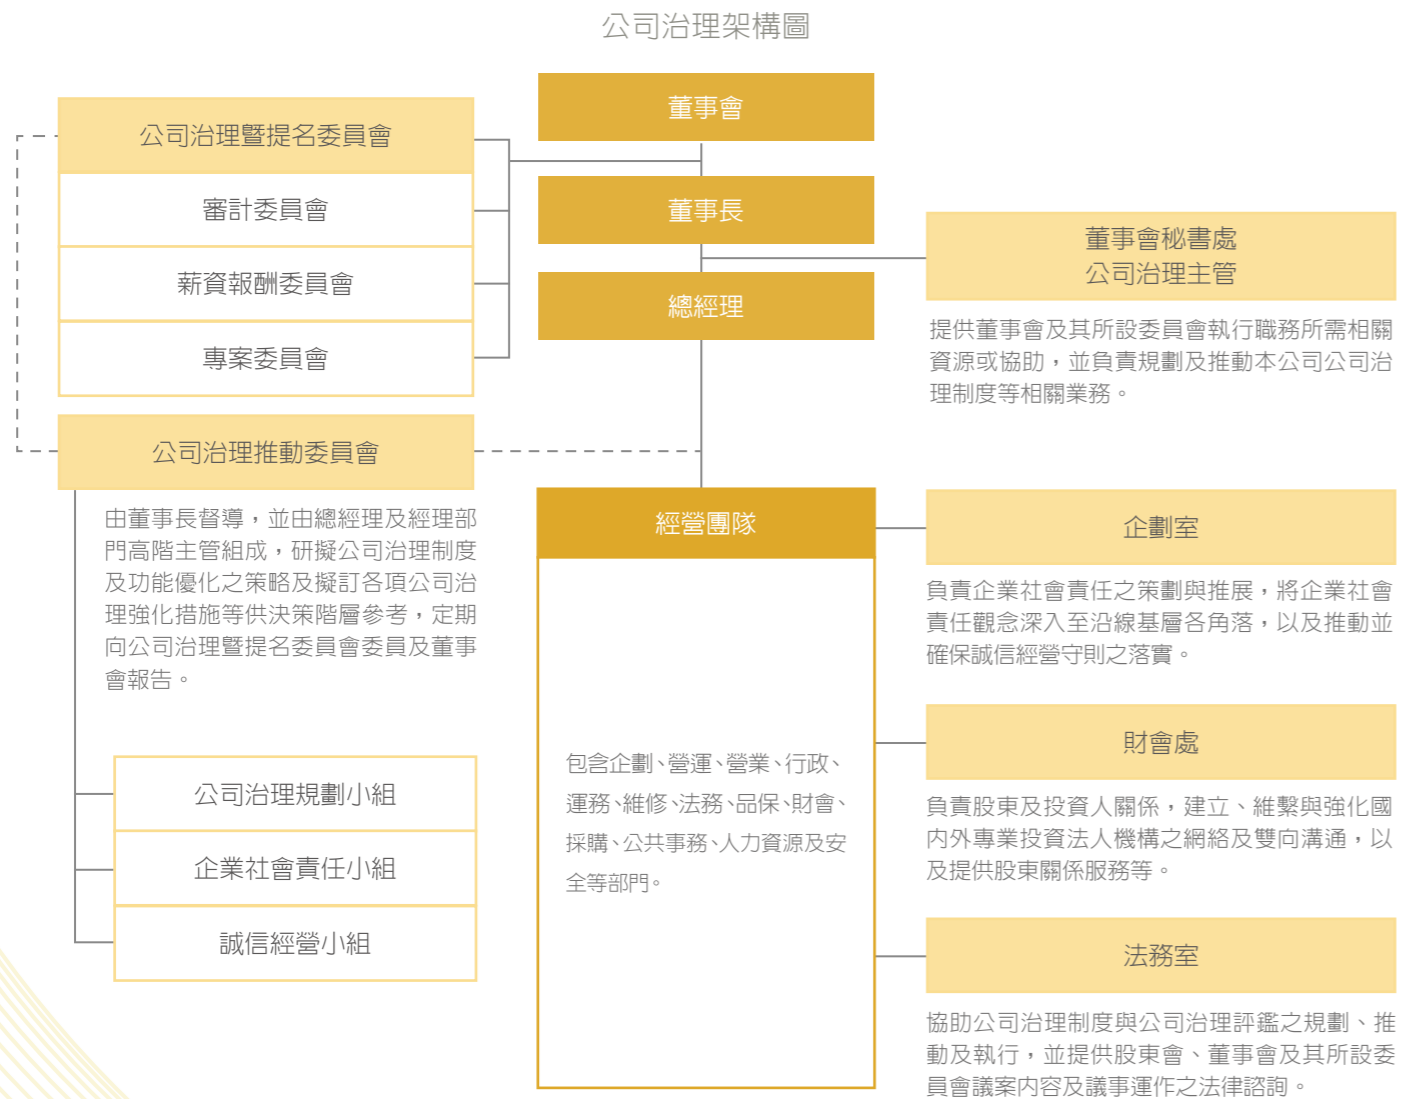 公司治理架構圖
董事會
董事長
總經理
公司治理暨提名委員會
審計委員會
薪資報酬委員會
專案委員會
董事會秘書處
公司治理主管
提供董事會及其所設委員會執行職務所需相關
資源或協助，並負責規劃及推動本公司公司治
理制度等相關業務。
公司治理推動委員會
由董事長督導，並由總經理及經理部
門高階主管組成，研擬公司治理制度
及功能優化之策略及擬訂各項公司治
理強化措施等供決策階層參考，定期
向公司治理暨提名委員會委員及董事
會報告。
公司治理規劃小組
企業社會責任小組
誠信經營小組
經營團隊
包含企劃、營運、營業、行政、
運務、維修、法務、品保、財會、
採購、公共事務、人力資源及安
全等部門。
企劃室
負責企業社會責任之策劃與推展，將企業社會
責任觀念深入至沿線基層各角落，以及推動並
確保誠信經營守則之落實。
財會處
負責股東及投資人關係，建立、維繫與強化國
內外專業投資法人機構之網絡及雙向溝通，以
及提供股東關係服務等。
法務室
協助公司治理制度與公司治理評鑑之規劃、推
動及執行，並提供股東會、董事會及其所設委
員會議案內容及議事運作之法律諮詢。